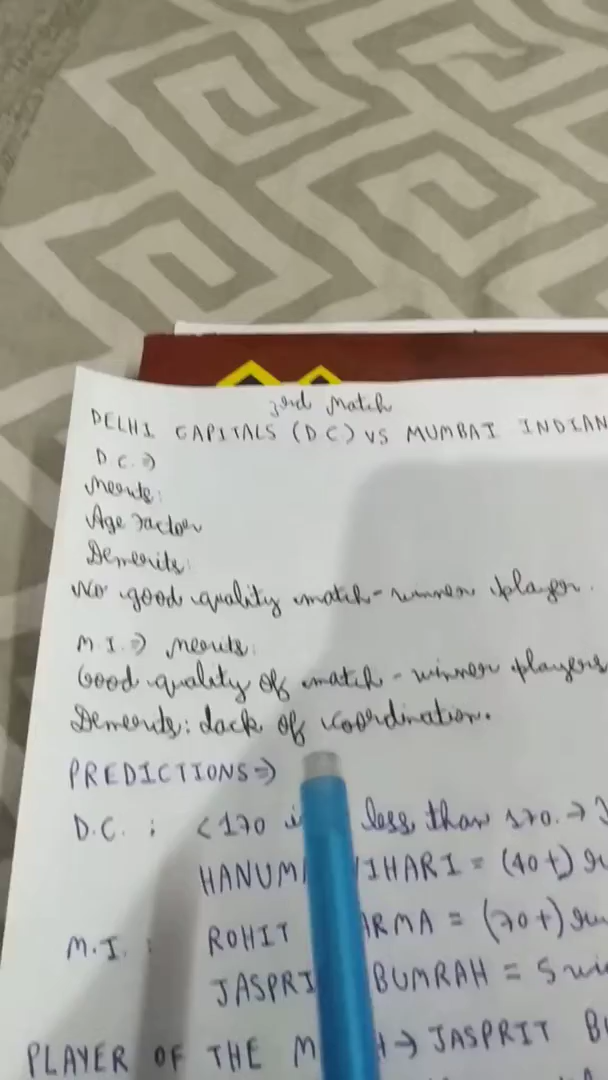 3rd Match
DELHI CAPITALS (DC) VS MUMBAI INDIAN
D.C. ⇒
Merits:
Age Factor
Demerits:
No good quality match-winner player.
M.I. ⇒ Merits:
Good quality of match-winner players
Demerits: Lack of coordination.
PREDICTIONS ⇒
D.C. : <170 less than 170. →
HANUM VIHARI = (40+)
M.I. : ROHIT ARMA = (70+)
JASPRI BUMRAH = 5
PLAYER OF THE M H → JASPRIT B